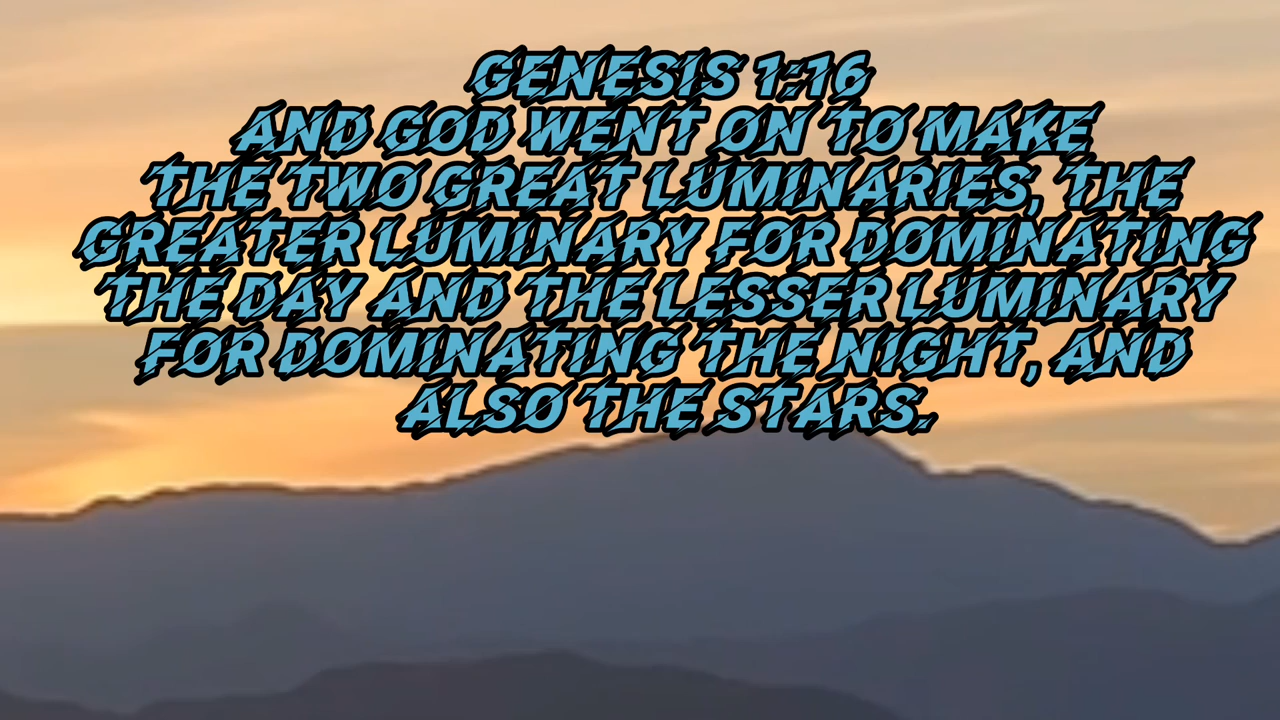 GENESIS 1:16
AND GOD WENT ON TO MAKE
THE TWO GREAT LUMINARIES, THE
GREATER LUMINARY FOR DOMINATING
THE DAY AND THE LESSER LUMINARY
FOR DOMINATING THE NIGHT, AND
ALSO THE STARS.